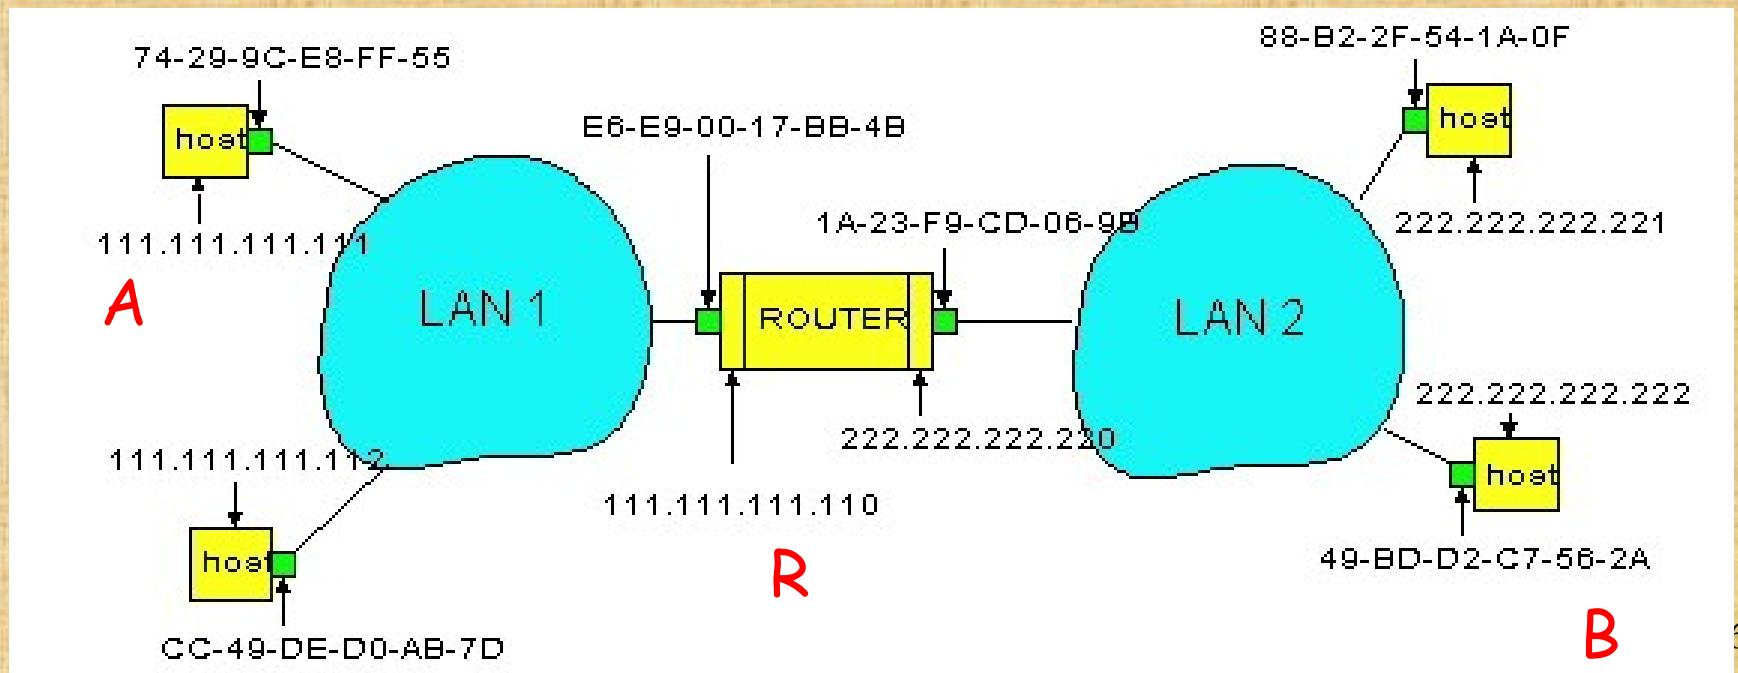 88-B2-2F-54-1A-0F
74-29-9C-E8-FF-55
host
host
E6-E9-00-17-BB-4B
1A-23-F9-CD-06-9B
222.222.222.221
111.111.111.111
A
LAN 1
ROUTER
LAN 2
222.222.222.222
222.222.222.220
111.111.111.112
host
111.111.111.110
host
49-BD-D2-C7-56-2A
R
B
CC-49-DE-D0-AB-7D